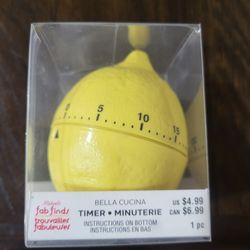 0 5 10 15
Michaels
fab finds
trouvailles
fabuleuses
BELLA CUCINA
TIMER • MINUTERIE
INSTRUCTIONS ON BOTTOM
INSTRUCTIONS EN BAS
US $4.99
CAN $6.99
1 pc